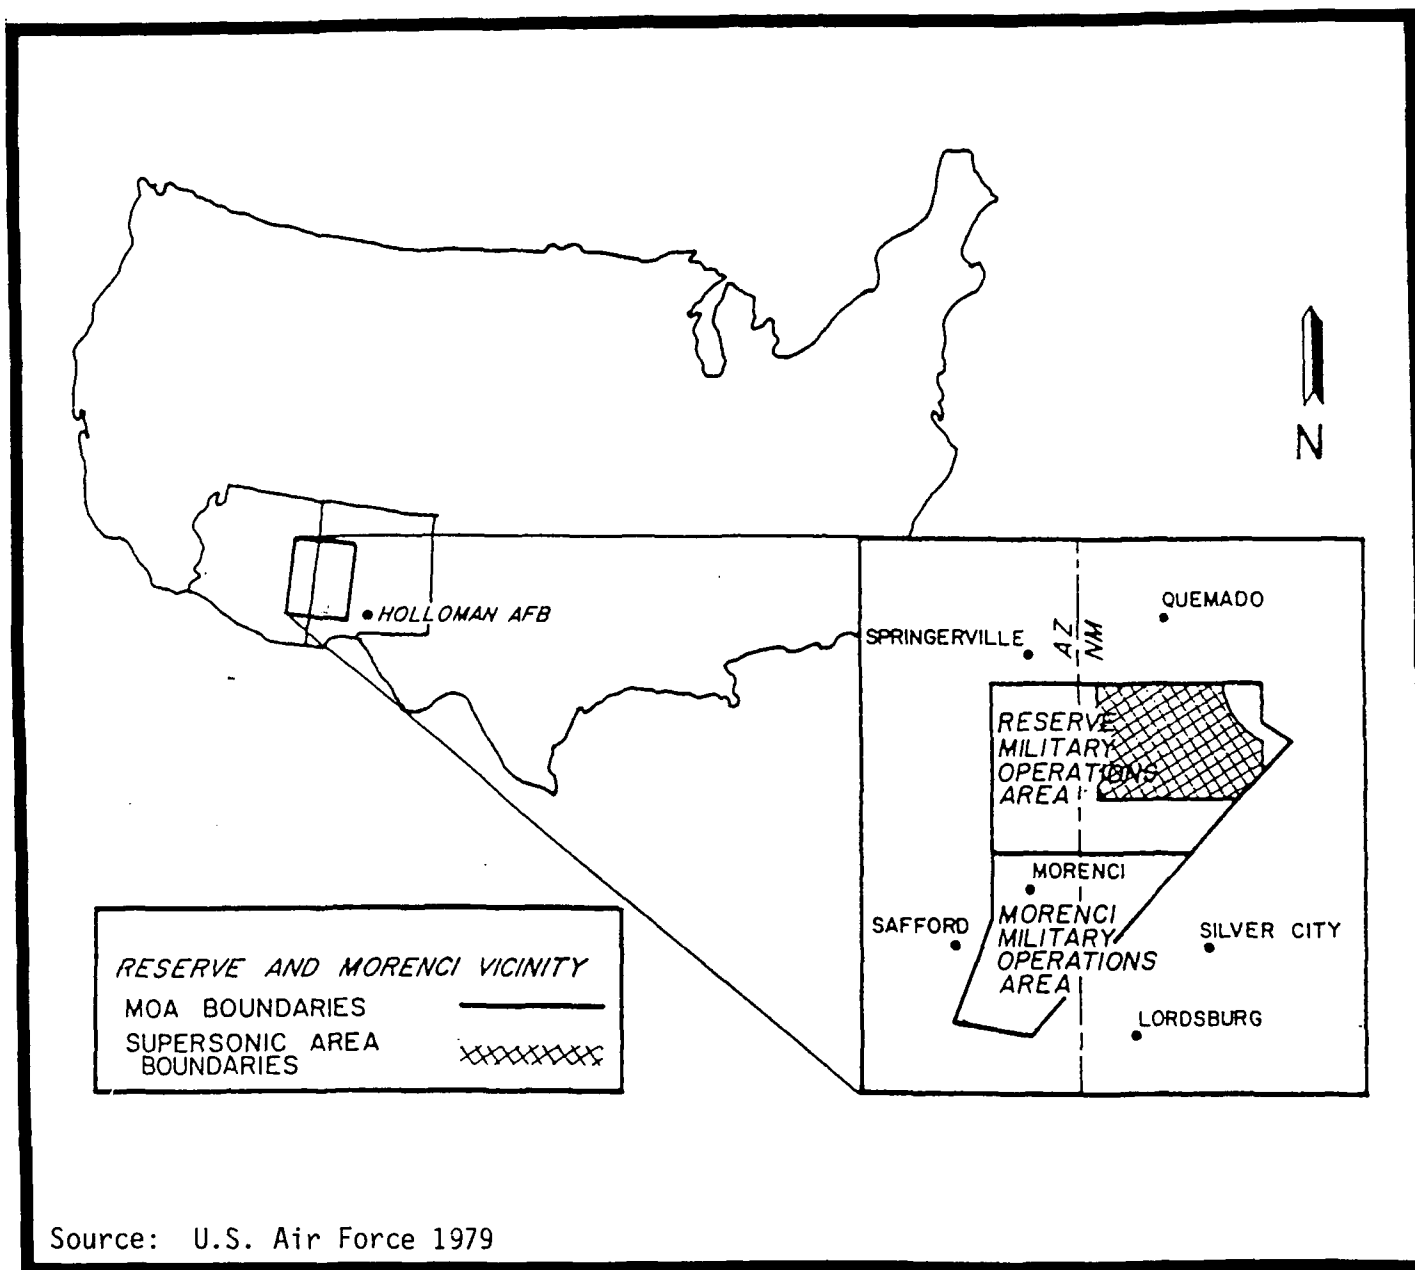 N
HOLLOMAN AFB
QUEMADO
SPRINGERVILLE
AZ
NM
RESERVE
MILITARY
OPERATIONS
AREA
MORENCI
SAFFORD
MORENCI
MILITARY
OPERATIONS
AREA
SILVER CITY
LORDSBURG
RESERVE AND MORENCI VICINITY
MOA BOUNDARIES
SUPERSONIC AREA
BOUNDARIES
Source: U.S. Air Force 1979